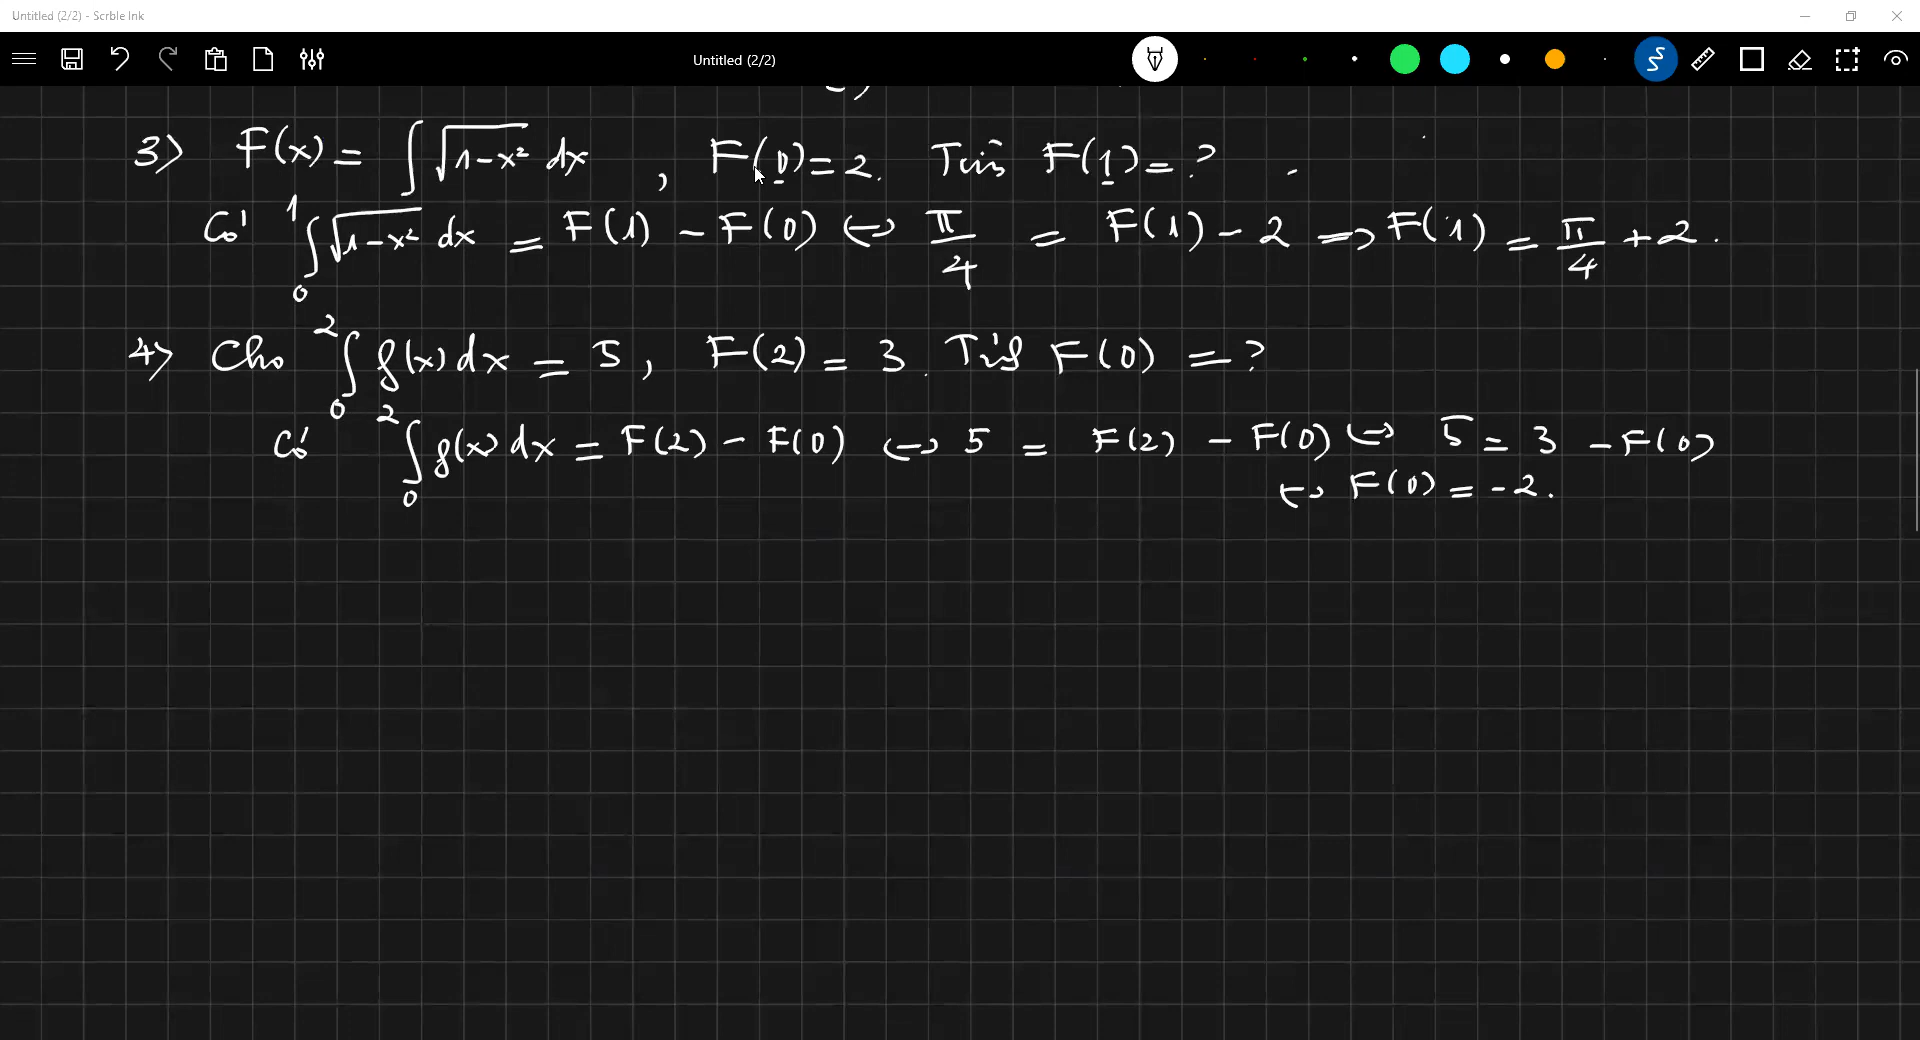 Untitled (2/2) - Scrble Ink
Untitled (2/2)
3) F(x) = ∫ √(1-x²) dx , F(0) = 2. Tính F(1) = ?
Có ∫₀¹ √(1-x²) dx = F(1) - F(0) ⇔ π/4 = F(1) - 2 => F(1) = π/4 + 2.
4) Cho ∫₀² f(x) dx = 5, F(2) = 3. Tính F(0) = ?
Có ∫₀² f(x) dx = F(2) - F(0) ⇔ 5 = F(2) - F(0) ⇔ 5 = 3 - F(0)
⇔ F(0) = -2.